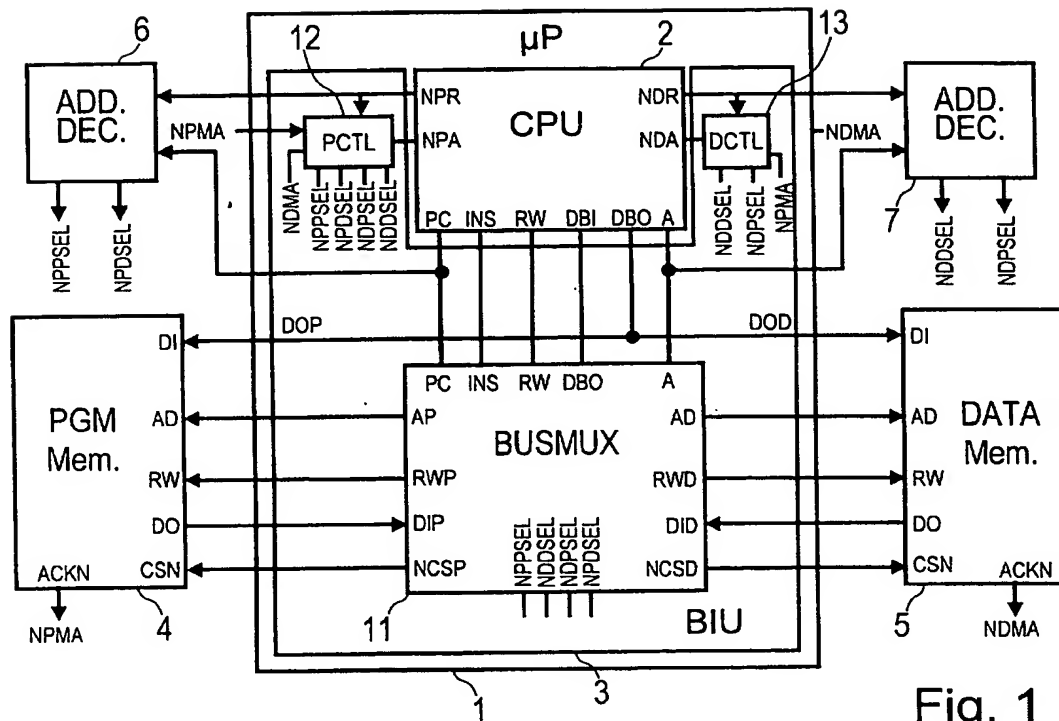 6
12
µP
2
13
ADD.
DEC.
NPMA
PCTL
NPR
NPA
CPU
NDR
NDA
DCTL
NDMA
ADD.
DEC.
7
NDMA
NPPSEL
NPDSEL
NDPSEL
NDDSEL
NDDSEL
NDPSEL
NPMA
PC
INS
RW
DBI
DBO
A
NPPSEL
NPDSEL
NDDSEL
NDPSEL
DI
DOP
DOD
DI
PC
INS
RW
DBO
A
PGM
Mem.
AD
AP
BUSMUX
AD
AD
DATA
Mem.
RW
RWP
RWD
RW
DO
DIP
DID
DO
CSN
NCSP
NPPSEL
NDDSEL
NDPSEL
NPDSEL
NCSD
CSN
ACKN
ACKN
NPMA
4
11
BIU
5
NDMA
3
1
Fig. 1